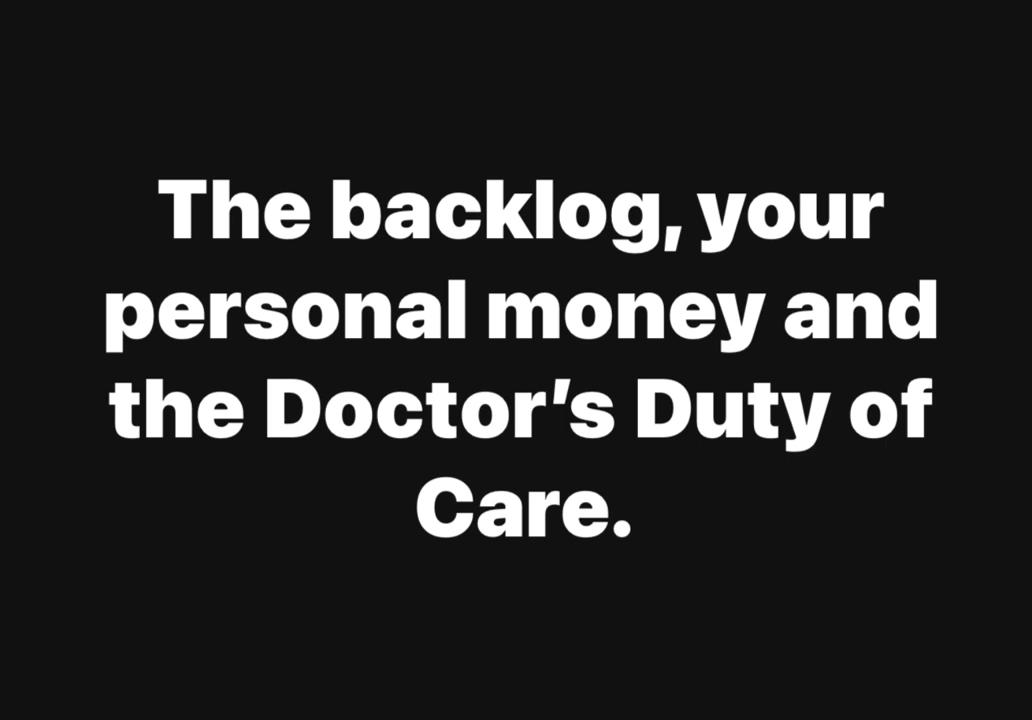 The backlog, your
personal money and
the Doctor’s Duty of
Care.